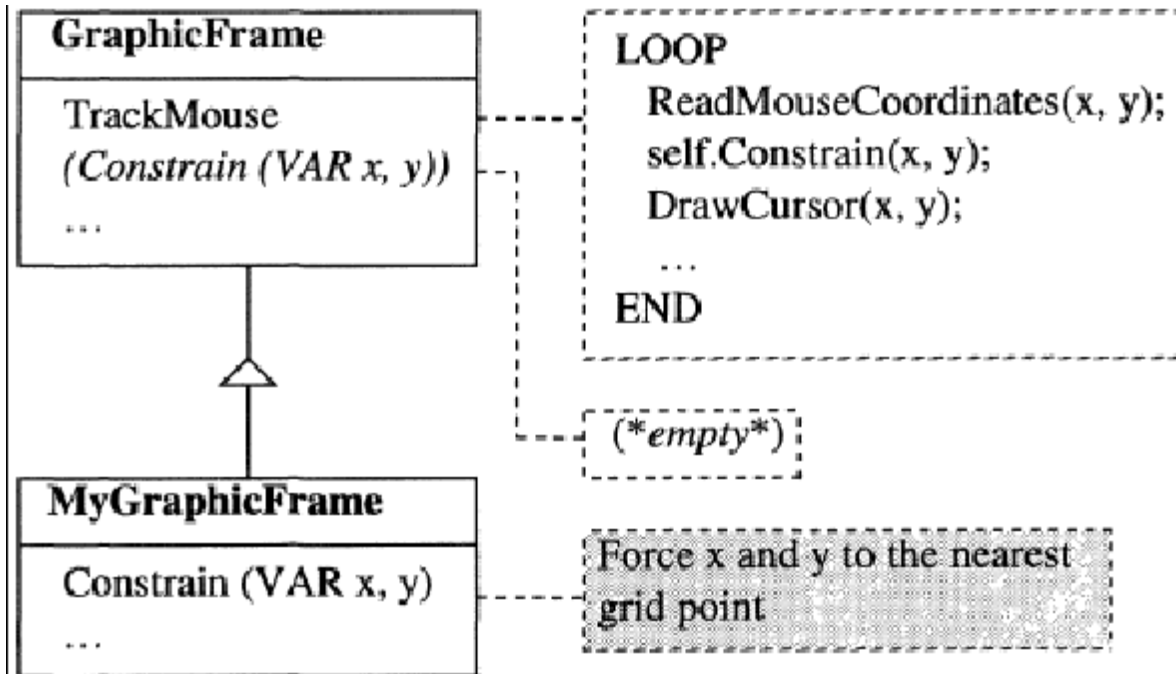 GraphicFrame
TrackMouse
(Constrain (VAR x, y))
...
LOOP
ReadMouseCoordinates(x, y);
self.Constrain(x, y);
DrawCursor(x, y);
...
END
(*empty*)
MyGraphicFrame
Constrain (VAR x, y)
...
Force x and y to the nearest
grid point